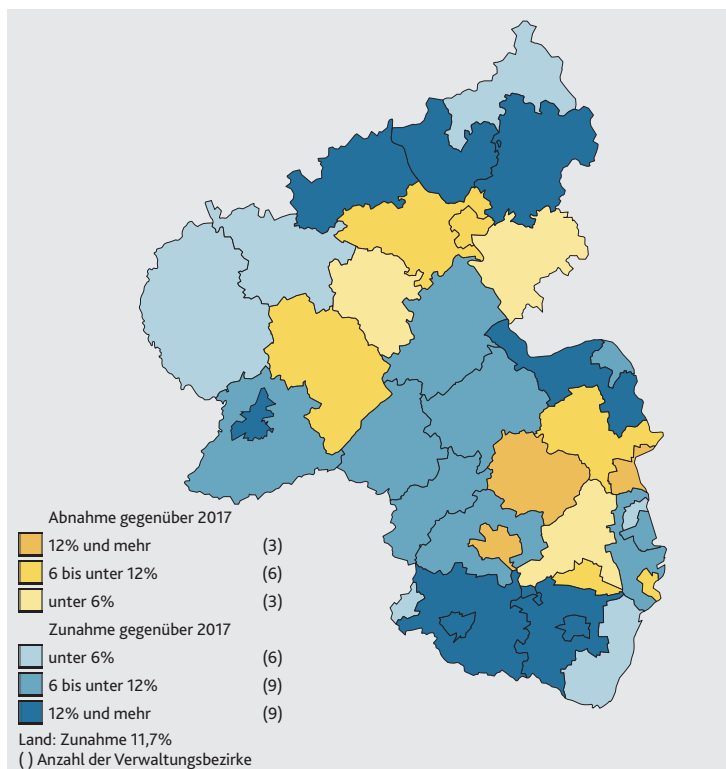 Abnahme gegenüber 2017
12% und mehr (3)
6 bis unter 12% (6)
unter 6% (3)
Zunahme gegenüber 2017
unter 6% (6)
6 bis unter 12% (9)
12% und mehr (9)
Land: Zunahme 11,7%
( ) Anzahl der Verwaltungsbezirke